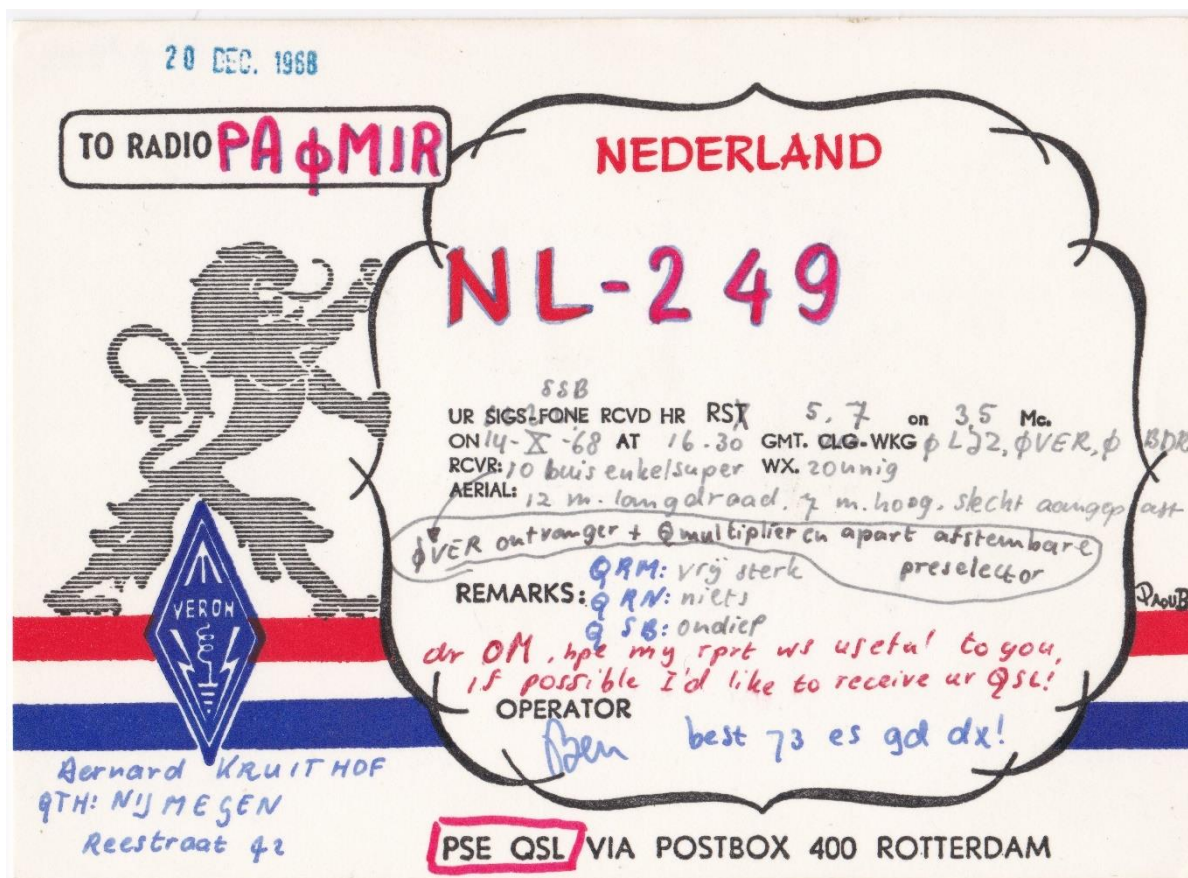 20 DEC. 1968
TO RADIO PAϕMJR
NEDERLAND
NL-249
SSB
UR SIGS-FONE RCVD HR RST 5,7 on 3,5 Mc.
ON 14-X-'68 AT 16.30 GMT. CLG-WKG ϕLJZ, ϕVER, ϕBDR
RCVR: 10 buis enkelsuper WX. zonnig
AERIAL: 12 m. langdraad, 7 m. hoog, slecht aangepast
ϕVER ontvanger + Q multiplier en apart afstembare
preselector
QRM: vrij sterk
REMARKS: QRN: niets
QSB: ondiep
PAϕUB
VERON
dr OM, hpe my rprt ws useful to you,
if possible I'd like to receive ur QSL!
OPERATOR
Ben best 73 es gd dx!
Bernard KRUITHOF
QTH: NIJMEGEN
Reestraat 42
PSE QSL VIA POSTBOX 400 ROTTERDAM